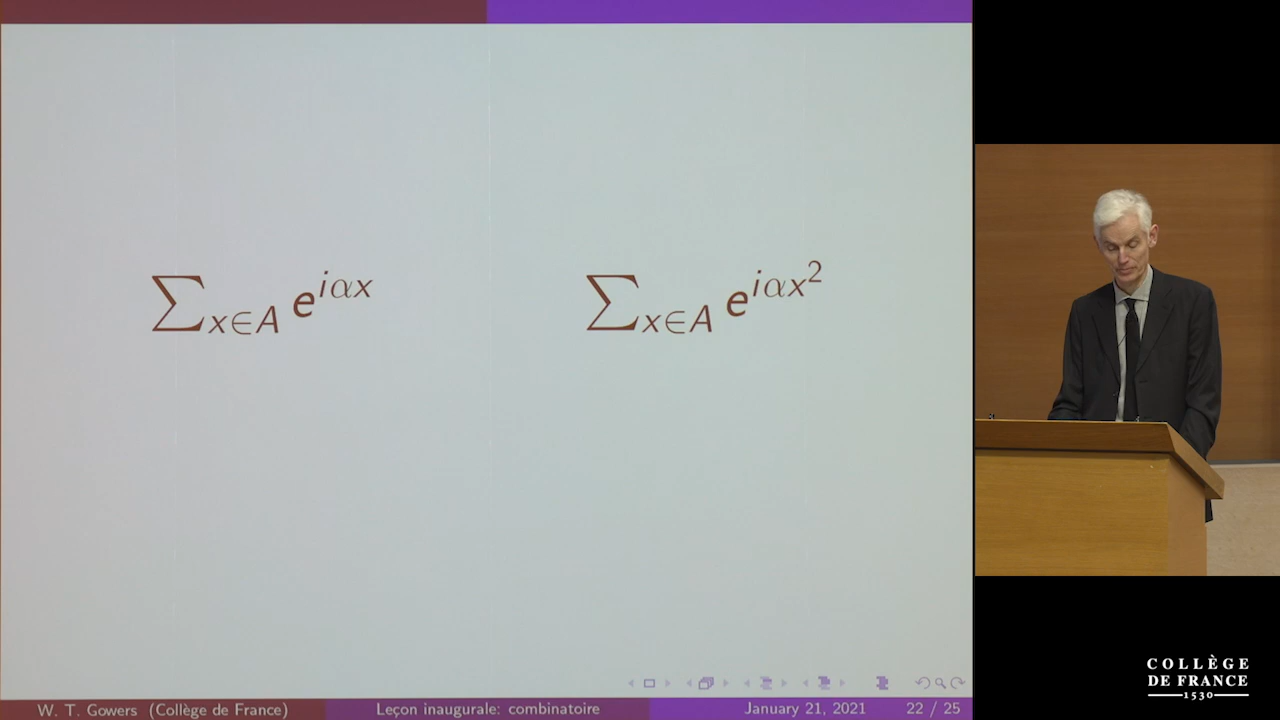 ∑x∈A e^{iαx}
∑x∈A e^{iαx²}
W. T. Gowers (Collège de France)
Leçon inaugurale: combinatoire
January 21, 2021
22 / 25
COLLÈGE
DE FRANCE
1530